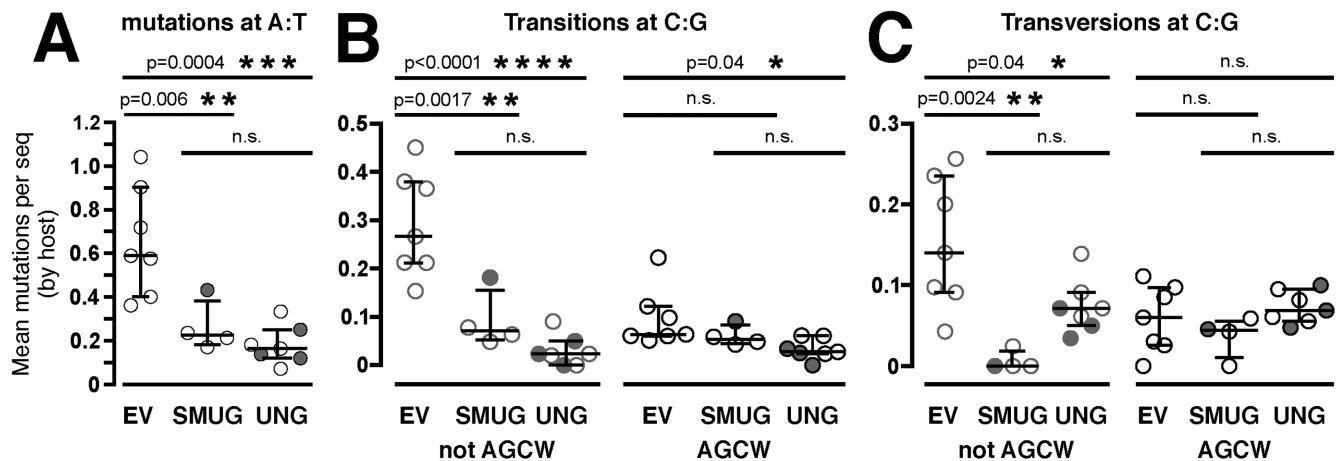 A
mutations at A:T
p=0.0004 ***
p=0.006 **
n.s.
Mean mutations per seq
(by host)
1.2
1.0
0.8
0.6
0.4
0.2
0
EV SMUG UNG
B
Transitions at C:G
p<0.0001 ****
p=0.0017 **
n.s.
p=0.04 *
n.s.
n.s.
0.5
0.4
0.3
0.2
0.1
0
EV SMUG UNG
not AGCW
EV SMUG UNG
AGCW
C
Transversions at C:G
p=0.04 *
p=0.0024 **
n.s.
n.s.
n.s.
n.s.
0.3
0.2
0.1
0
EV SMUG UNG
not AGCW
EV SMUG UNG
AGCW